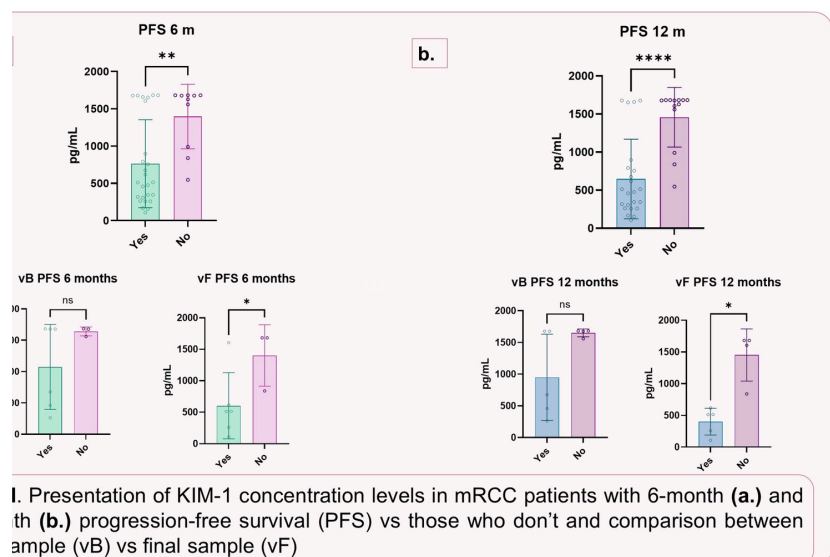 PFS 6 m
**
2000
1500
1000
500
0
pg/mL
Yes
No
b.
PFS 12 m
****
2000
1500
1000
500
0
pg/mL
Yes
No
vB PFS 6 months
ns
Yes
No
vF PFS 6 months
*
2000
1500
1000
500
0
pg/mL
Yes
No
vB PFS 12 months
ns
2000
1500
1000
500
0
pg/mL
Yes
No
vF PFS 12 months
*
2000
1500
1000
500
0
pg/mL
Yes
No
. Presentation of KIM-1 concentration levels in mRCC patients with 6-month (a.) and
(b.) progression-free survival (PFS) vs those who don't and comparison between
(vB) vs final sample (vF)